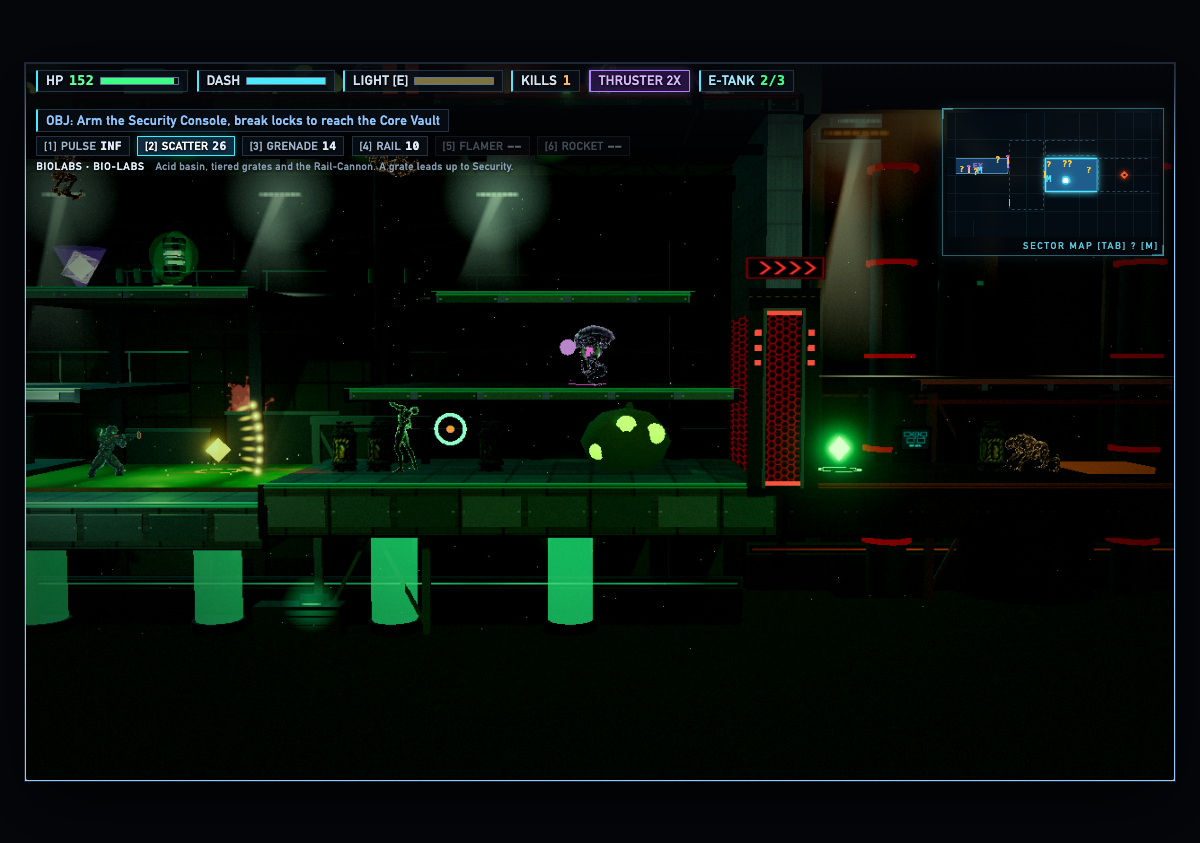 HP 152 DASH LIGHT [E] KILLS 1 THRUSTER 2X E-TANK 2/3
OBJ: Arm the Security Console, break locks to reach the Core Vault
[1] PULSE INF [2] SCATTER 26 [3] GRENADE 14 [4] RAIL 10 [5] FLAMER —— [6] ROCKET ——
BIOLABS · BIO-LABS Acid basin, tiered grates and the Rail-Cannon. A grate leads up to Security.
? ? ?? ? ? M
SECTOR MAP [TAB] ? [M]